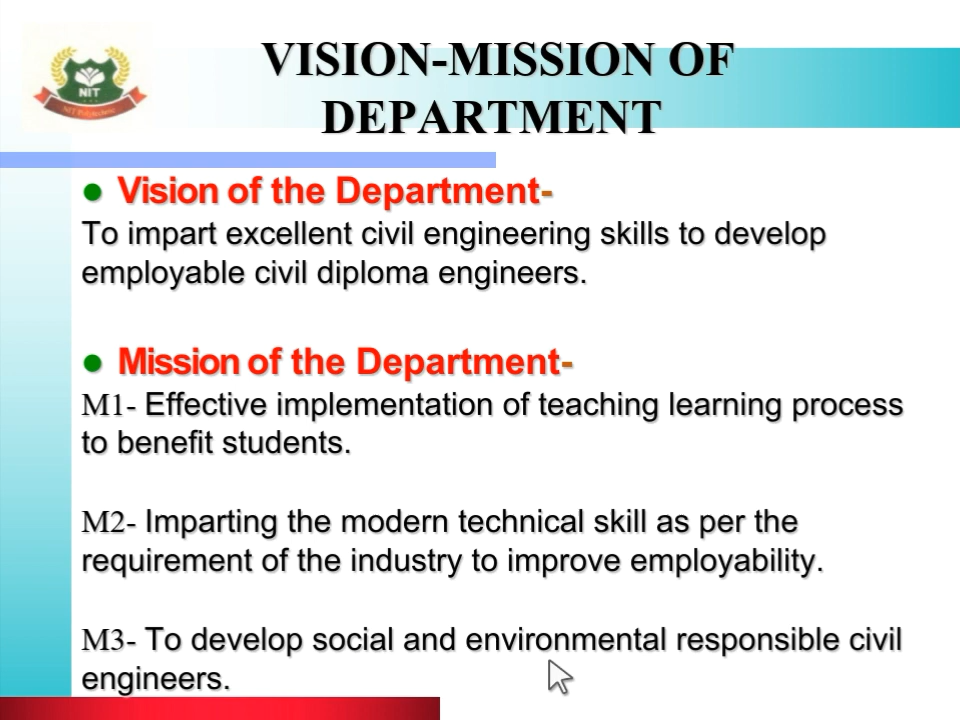 NIT
VISION-MISSION OF
DEPARTMENT
Vision of the Department-
To impart excellent civil engineering skills to develop
employable civil diploma engineers.
Mission of the Department-
M1- Effective implementation of teaching learning process
to benefit students.
M2- Imparting the modern technical skill as per the
requirement of the industry to improve employability.
M3- To develop social and environmental responsible civil
engineers.